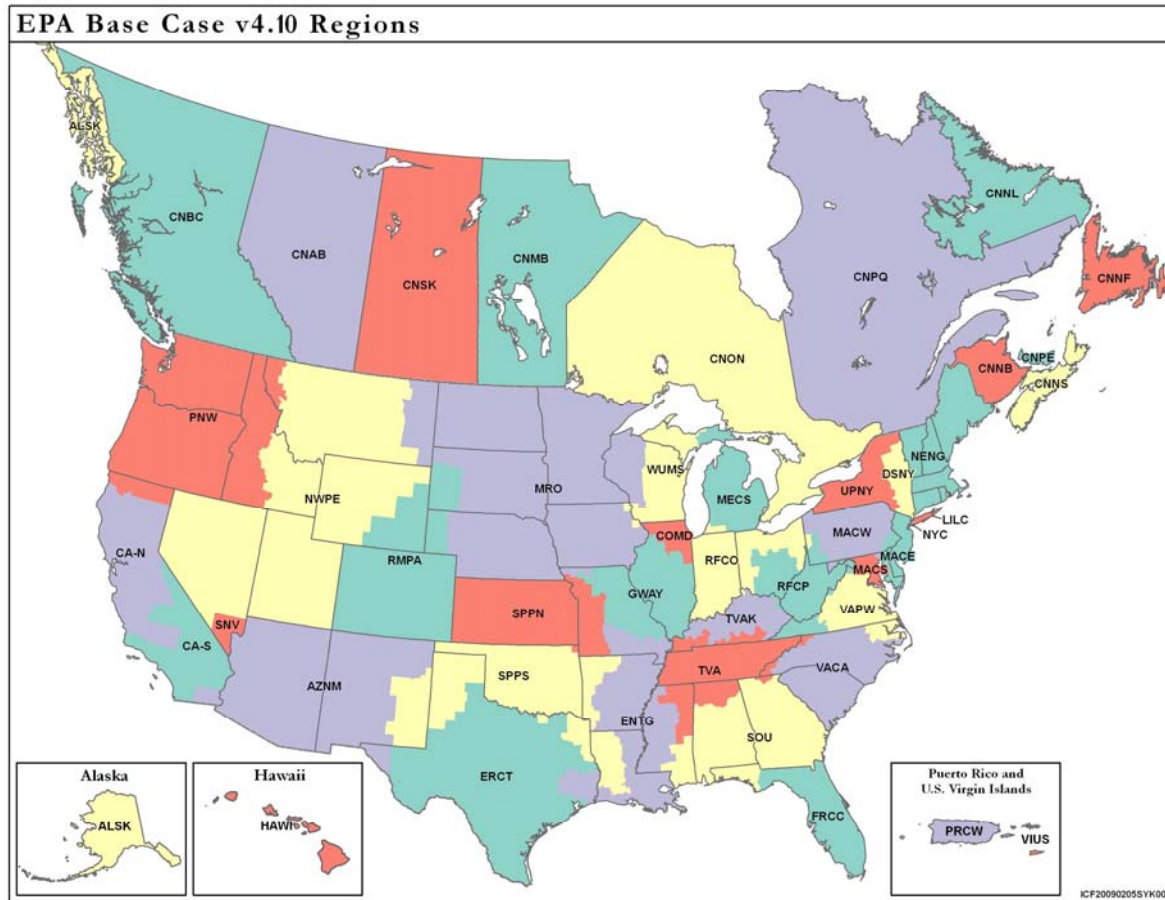 EPA Base Case v4.10 Regions
ALSK
CNBC
CNAB
CNSK
CNMB
CNON
CNPQ
CNNL
CNNF
CNPE
CNNB
CNNS
PNW
NWPE
MRO
WUMS
MECS
NENG
DSNY
UPNY
LILC
NYC
MACW
MACE
MACS
COMD
RFCO
RFCP
CA-N
RMPA
GWAY
SPPN
TVAK
VAPW
SNV
CA-S
AZNM
SPPS
TVA
VACA
ENTG
SOU
ERCT
FRCC
Alaska
ALSK
Hawaii
HAWI
Puerto Rico and
U.S. Virgin Islands
PRCW
VIUS
ICF20090205SYK00